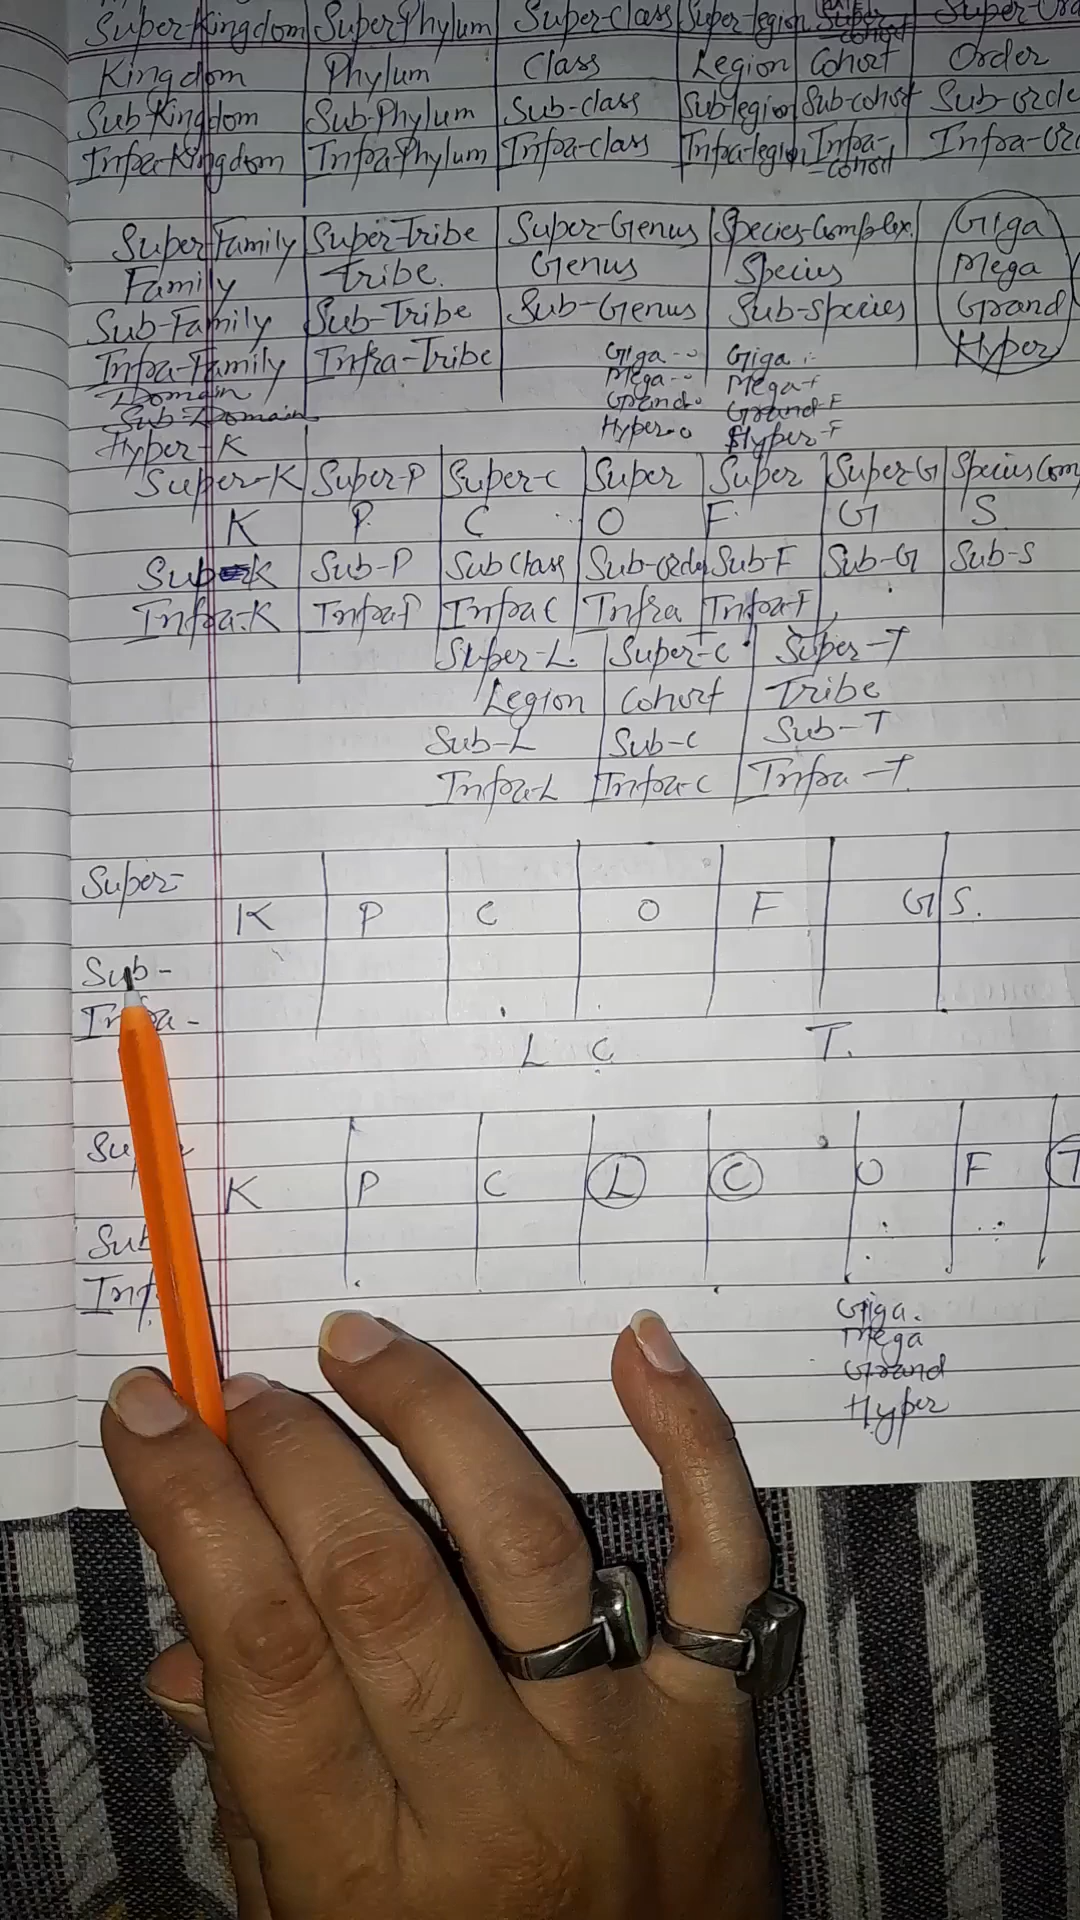 Super-Kingdom Super-Phylum Super-Class Super-legion Super-cohort
Kingdom Phylum Class Legion Cohort Order
Sub-Kingdom Sub-Phylum Sub-class Sub-legion Sub-cohort Sub-orde
Infra-Kingdom Infra-Phylum Infra-class Infra-legion Infra-cohort Infra-Ord
Super Family Super-Tribe Super-Genus Species-Complex. Giga
Family Tribe. Genus Species Mega
Sub-Family Sub-Tribe Sub-Genus Sub-species Grand
Infra-Family Infra-Tribe Giga-o Giga Hyper
Domain Mega-o Mega-F
Sub-Domain Grand-o Grand-F
Hyper-K Hyper-o Hyper-F
Super-K Super-P Super-C Super Super Super-G Species Com
K P. C O F G S.
Sub-K Sub-P Sub Class Sub-orde Sub-F Sub-G Sub-S
Infra-K Infra-P Infra C Infra Infra-F
Super-L. Super-C Super-T
Legion Cohort Tribe
Sub-L Sub-C Sub-T
Infra-L Infra-C Infra-T.
Super-
K P C O F G S.
Sub-
Infra-
L C T.
Super
K P C L C O F T
Sub
Inf
Giga.
Mega
Grand
Hyper